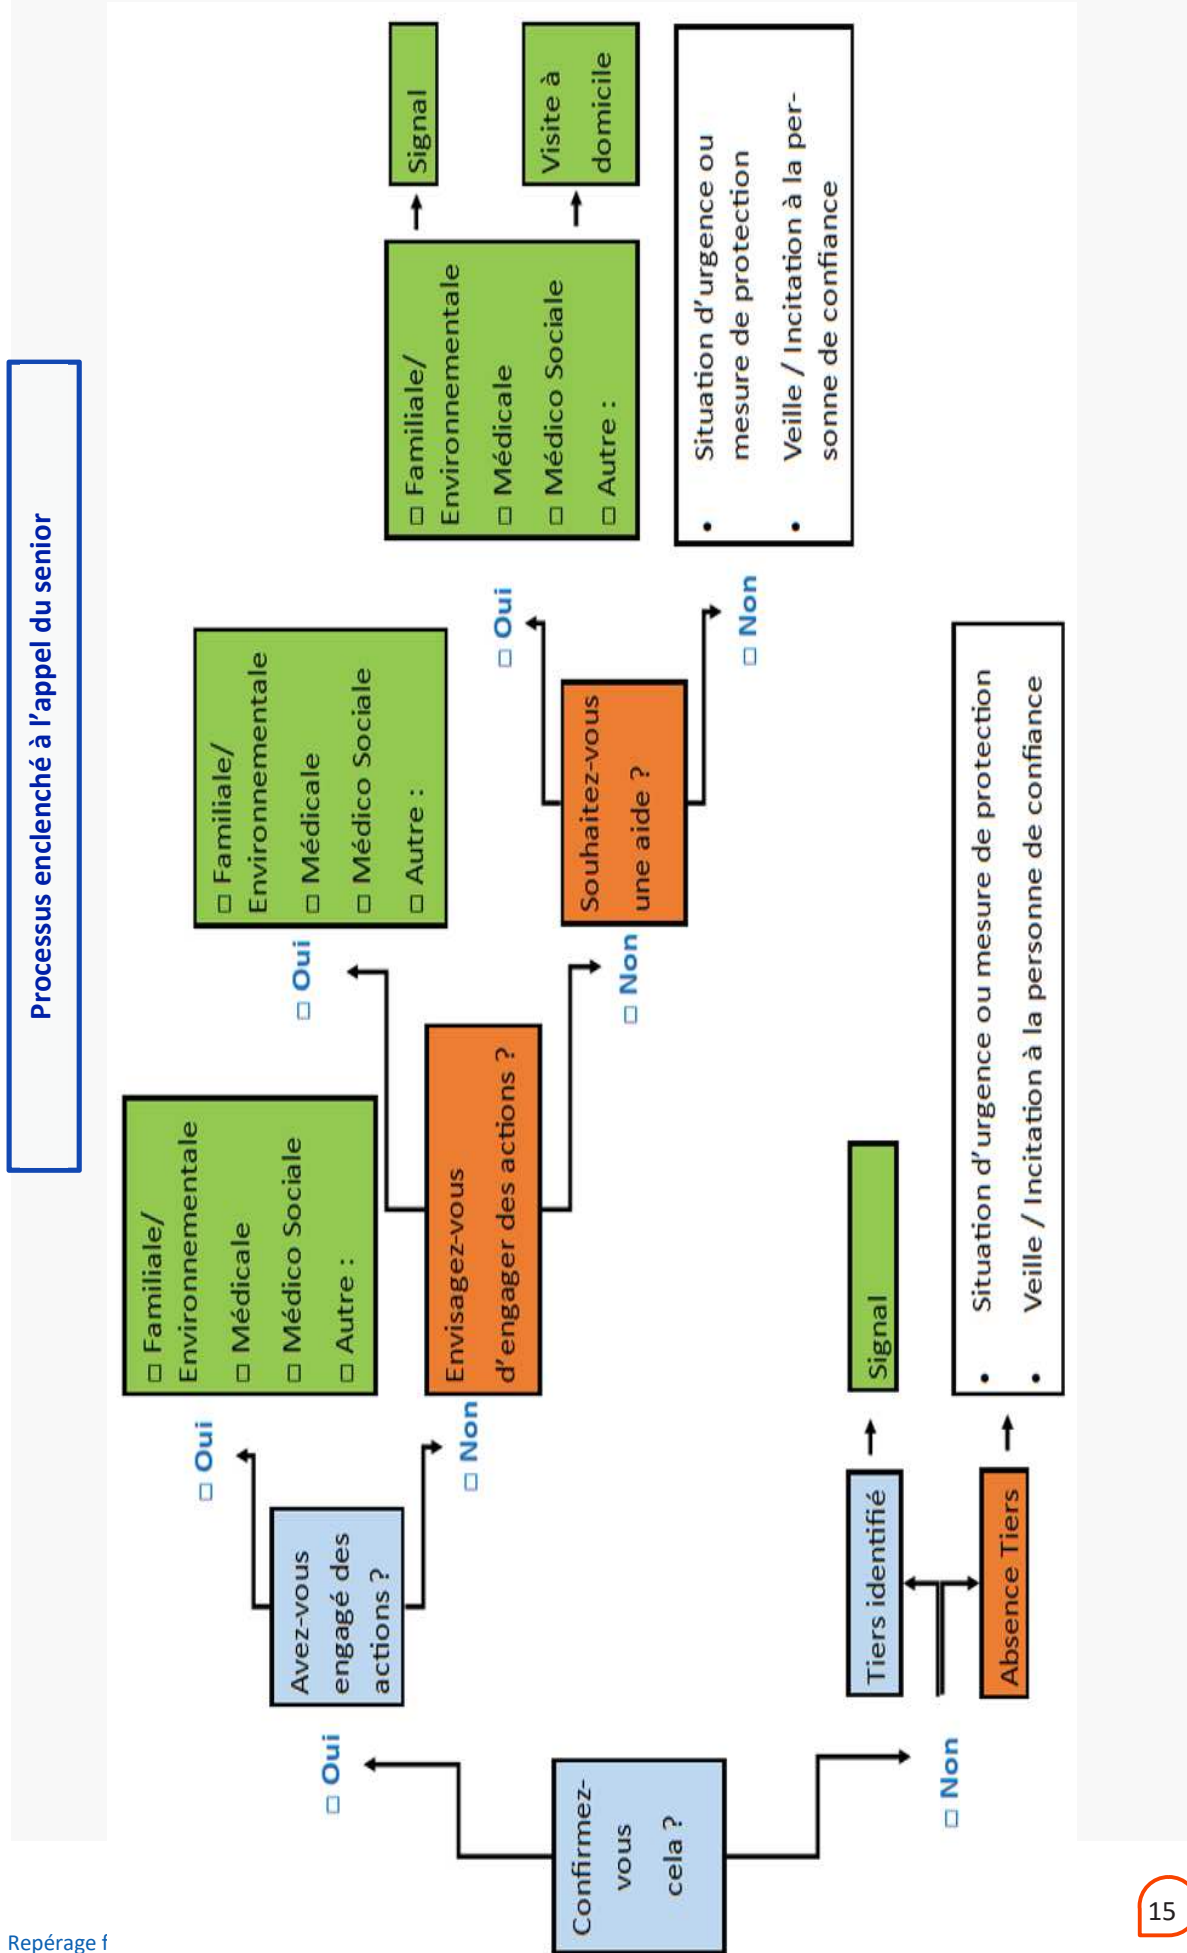 Processus enclenché à l'appel du senior
Confirmez-
vous
cela ?
□ Oui
Avez-vous
engagé des
actions ?
□ Oui
□ Familiale/
Environnementale
□ Médicale
□ Médico Sociale
□ Autre :
□ Non
Envisagez-vous
d'engager des actions ?
□ Oui
□ Familiale/
Environnementale
□ Médicale
□ Médico Sociale
□ Autre :
□ Non
Souhaitez-vous
une aide ?
□ Oui
□ Familiale/
Environnementale
□ Médicale
□ Médico Sociale
□ Autre :
Signal
Visite à
domicile
□ Non
• Situation d'urgence ou
mesure de protection
• Veille / Incitation à la per-
sonne de confiance
□ Non
Tiers identifié
Signal
Absence Tiers
• Situation d'urgence ou mesure de protection
• Veille / Incitation à la personne de confiance
Repérage f
15